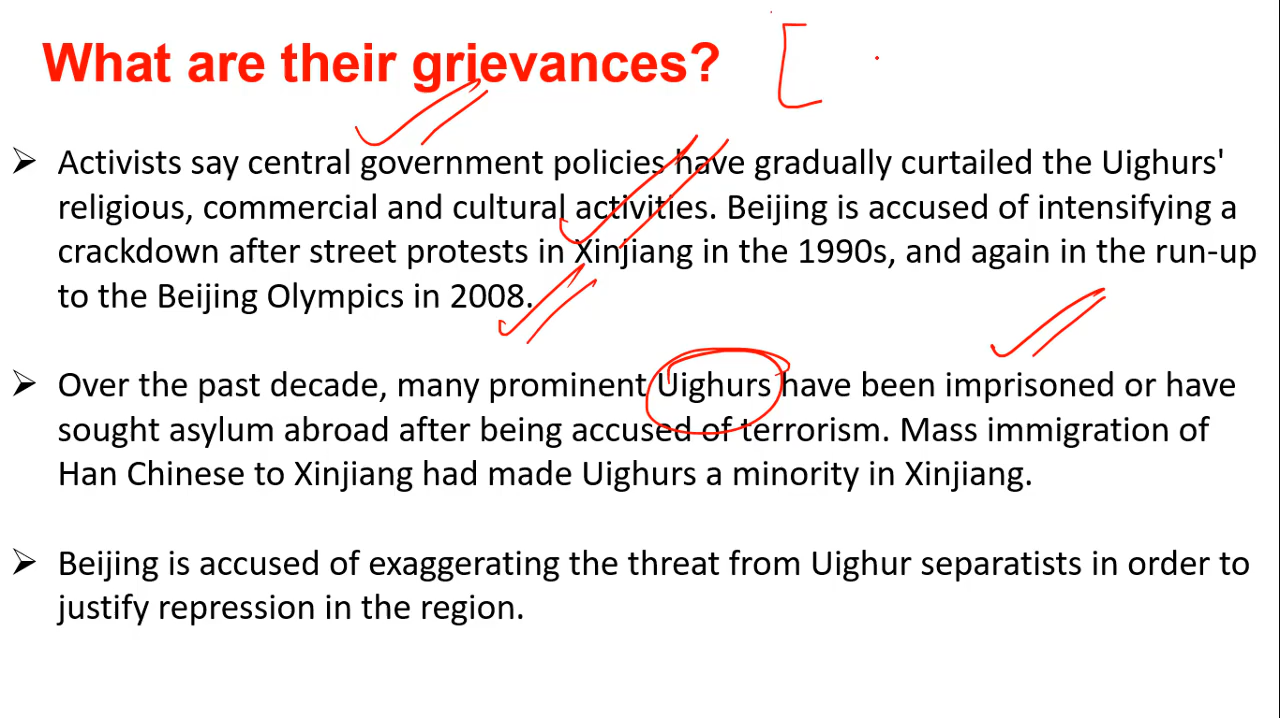 What are their grievances?
➢ Activists say central government policies have gradually curtailed the Uighurs'
religious, commercial and cultural activities. Beijing is accused of intensifying a
crackdown after street protests in Xinjiang in the 1990s, and again in the run-up
to the Beijing Olympics in 2008.
➢ Over the past decade, many prominent Uighurs have been imprisoned or have
sought asylum abroad after being accused of terrorism. Mass immigration of
Han Chinese to Xinjiang had made Uighurs a minority in Xinjiang.
➢ Beijing is accused of exaggerating the threat from Uighur separatists in order to
justify repression in the region.